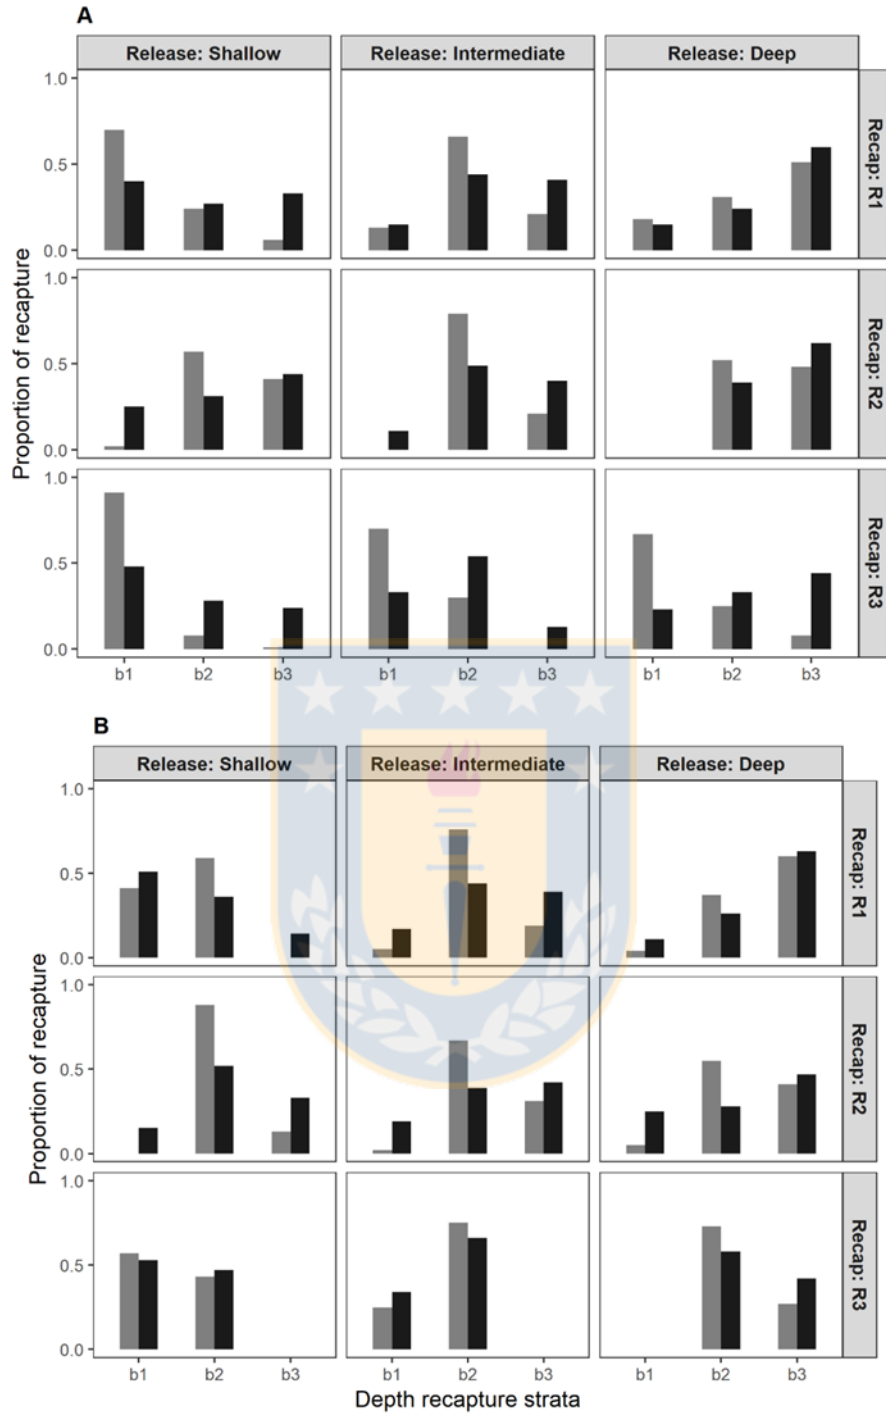 A
Release: Shallow Release: Intermediate Release: Deep
1.0
0.5
0.0
Recap: R1
1.0
0.5
0.0
Recap: R2
1.0
0.5
0.0
Recap: R3
Proportion of recapture
b1 b2 b3 b1 b2 b3 b1 b2 b3
B
Release: Shallow Release: Intermediate Release: Deep
1.0
0.5
0.0
Recap: R1
1.0
0.5
0.0
Recap: R2
1.0
0.5
0.0
Recap: R3
Proportion of recapture
b1 b2 b3 b1 b2 b3 b1 b2 b3
Depth recapture strata